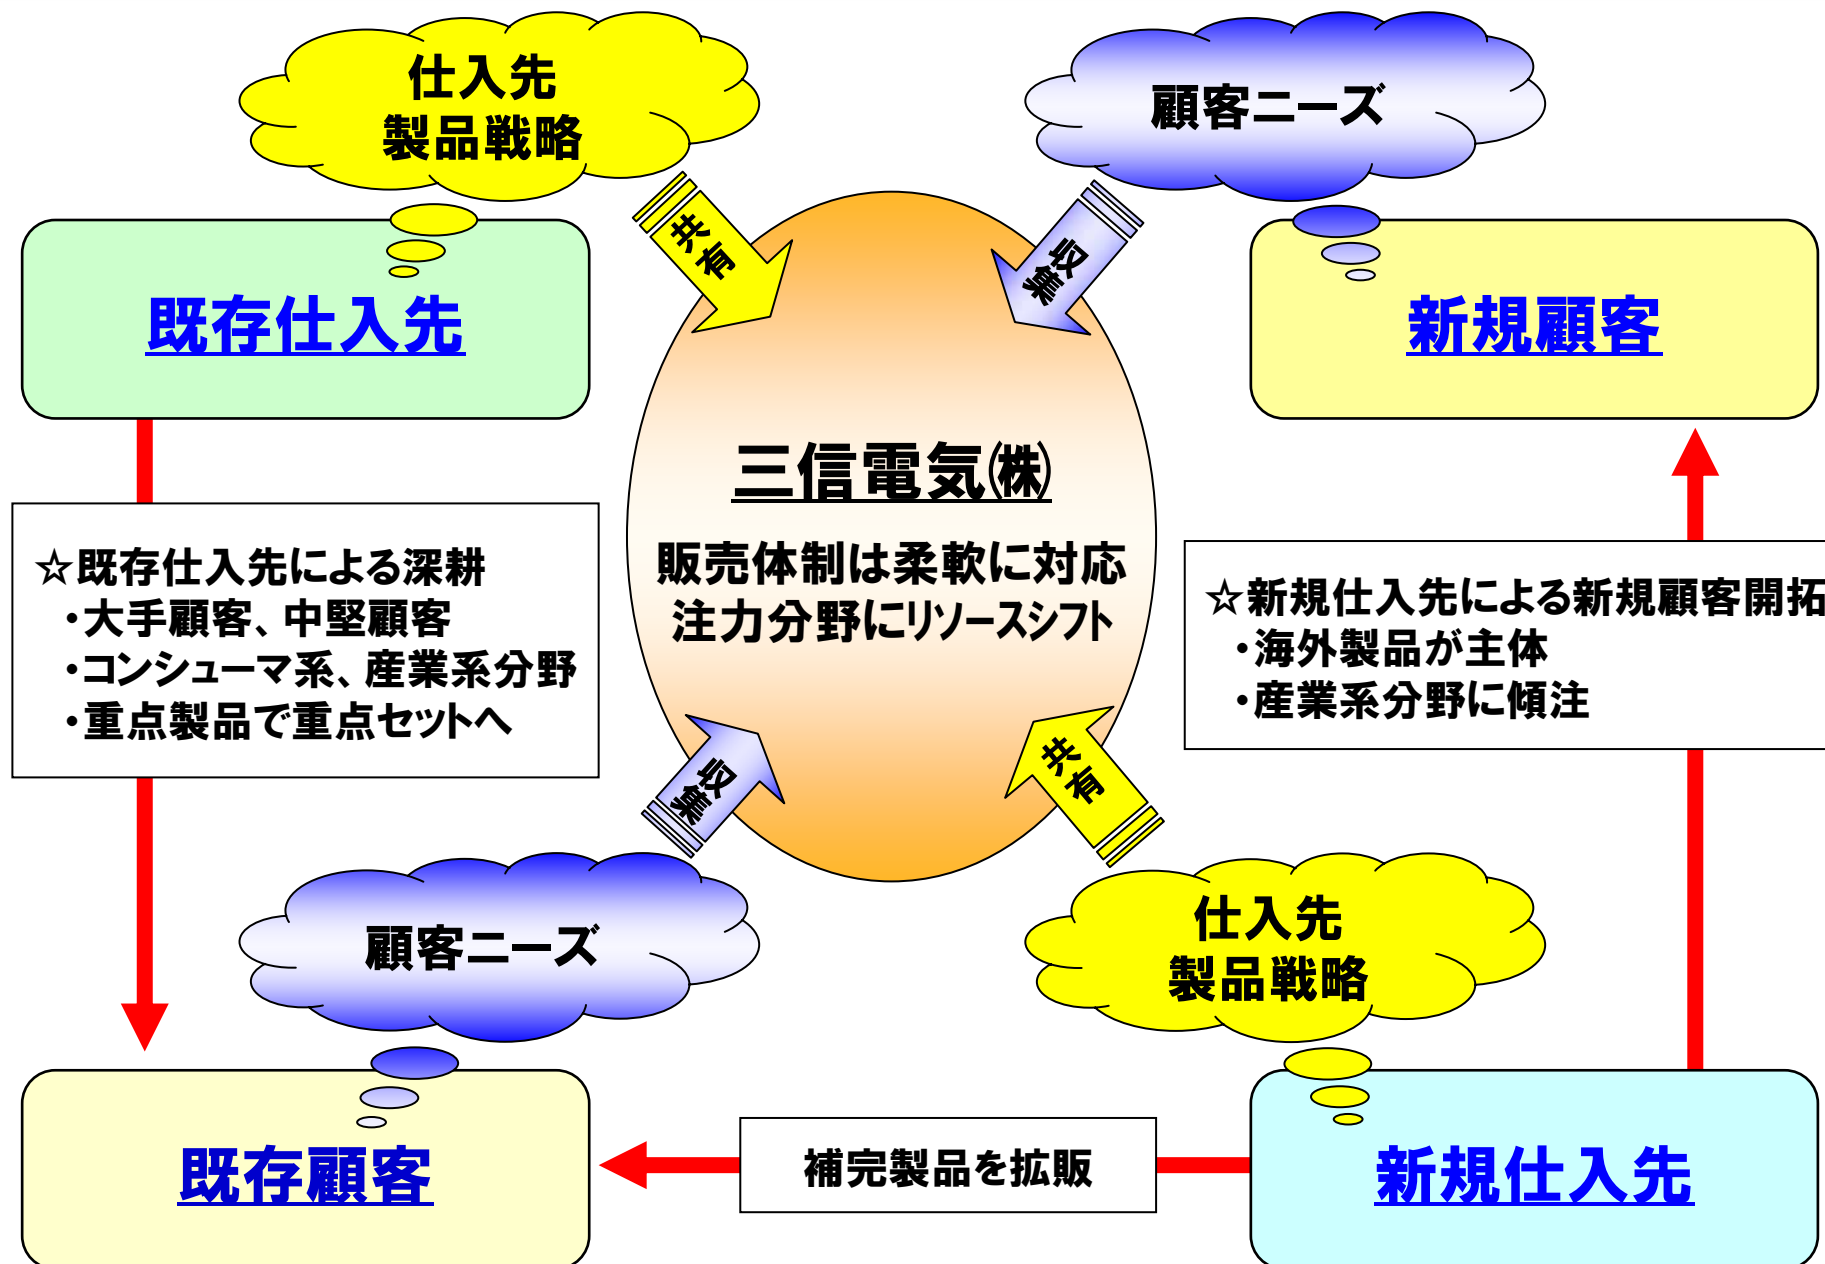 仕入先
製品戦略
顧客ニーズ
共有
収集
既存仕入先
新規顧客
三信電気㈱
販売体制は柔軟に対応
注力分野にリソースシフト
☆既存仕入先による深耕
・大手顧客、中堅顧客
・コンシューマ系、産業系分野
・重点製品で重点セットへ
☆新規仕入先による新規顧客開拓
・海外製品が主体
・産業系分野に傾注
収集
共有
顧客ニーズ
仕入先
製品戦略
既存顧客
補完製品を拡販
新規仕入先